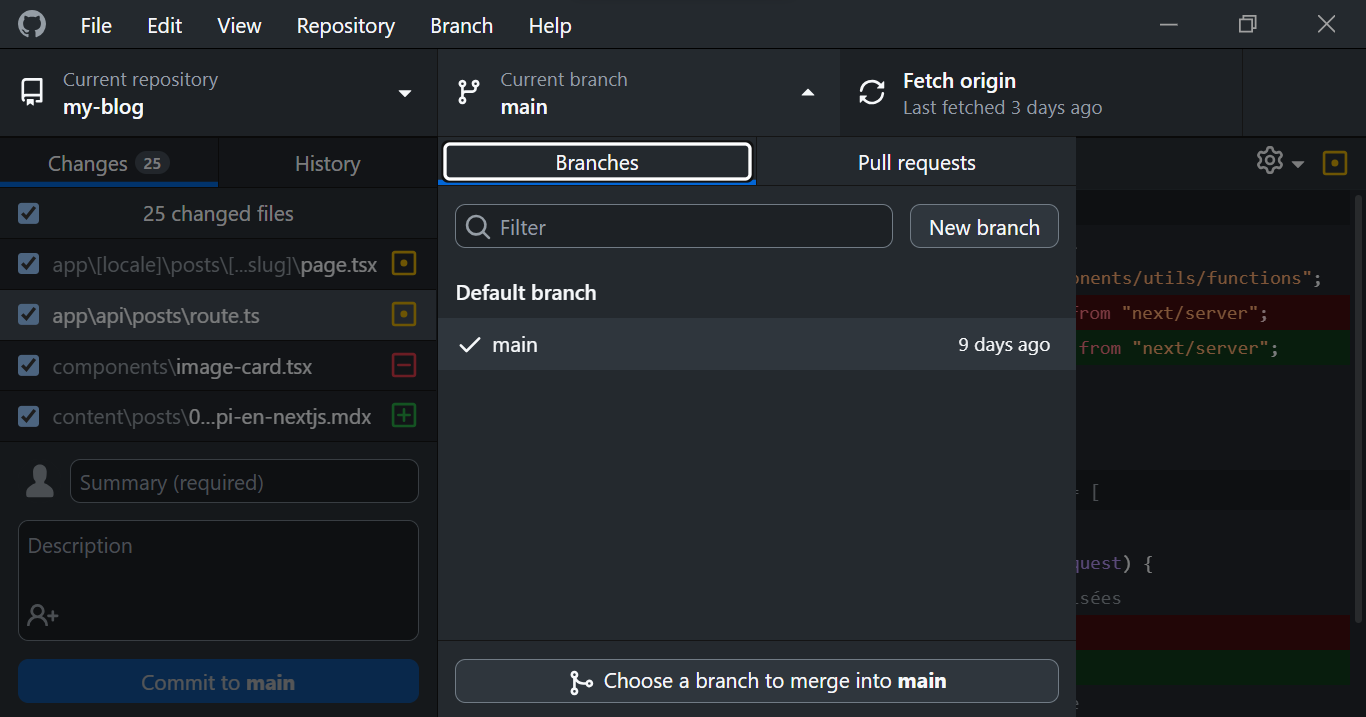 File Edit View Repository Branch Help
Current repository
my-blog
Current branch
main
Fetch origin
Last fetched 3 days ago
Changes 25
History
Branches
Pull requests
25 changed files
Filter
New branch
app\[locale]\posts\[...slug]\page.tsx
app\api\posts\route.ts
components\image-card.tsx
content\posts\0...pi-en-nextjs.mdx
Default branch
main
9 days ago
Summary (required)
Description
Commit to main
Choose a branch to merge into main
onents/utils/functions";
rom "next/server";
from "next/server";
= [
quest) {
sées